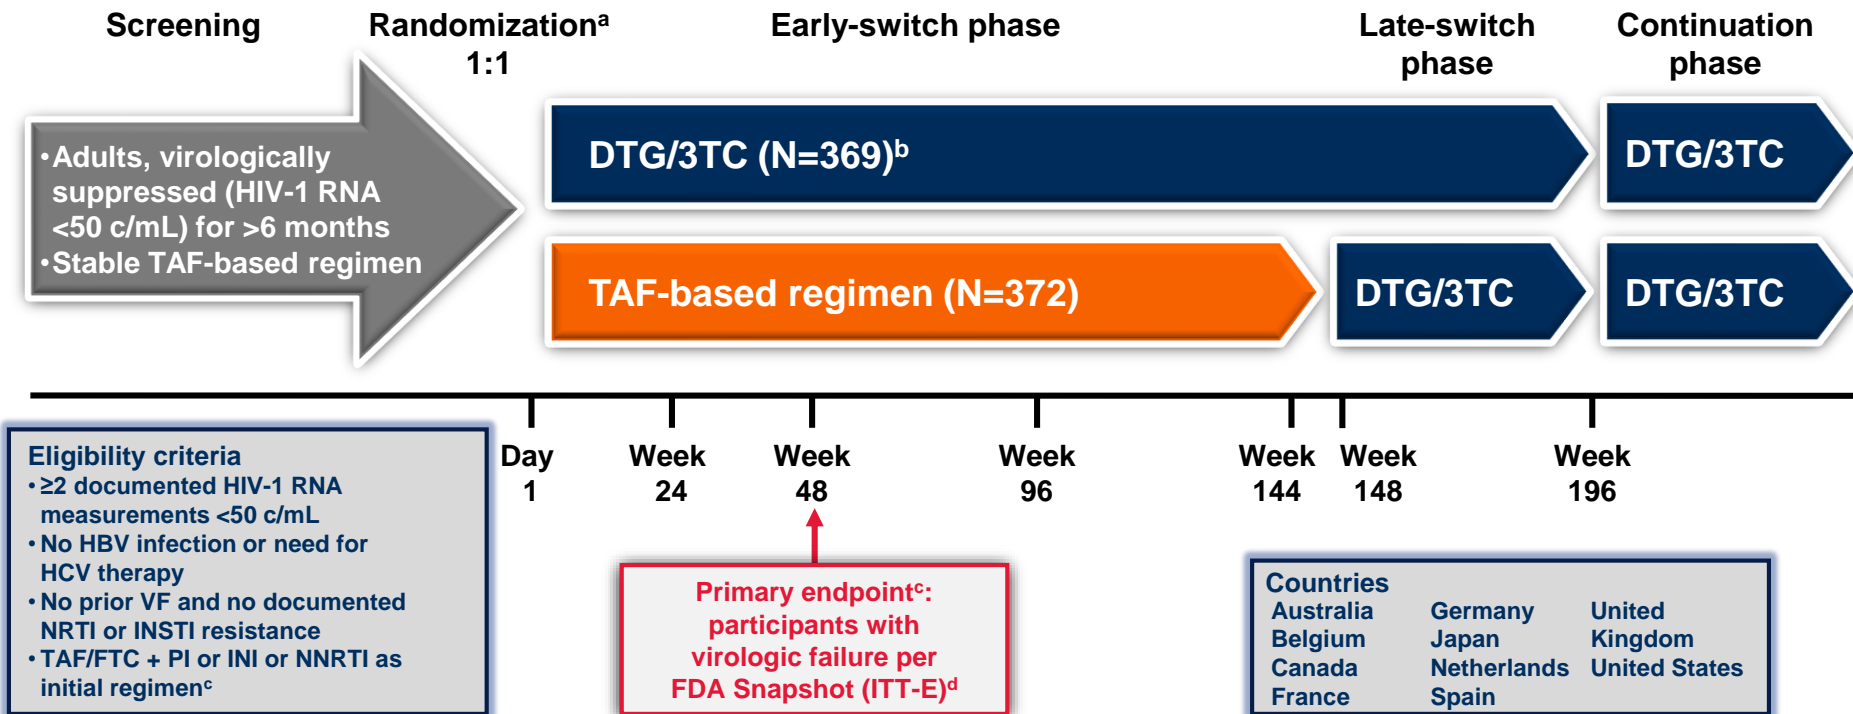 Screening
Randomizationᵃ
1:1
Early-switch phase
Late-switch
phase
Continuation
phase
•Adults, virologically
suppressed (HIV-1 RNA
<50 c/mL) for >6 months
•Stable TAF-based regimen
DTG/3TC (N=369)ᵇ
DTG/3TC
TAF-based regimen (N=372)
DTG/3TC
DTG/3TC
Day
1
Week
24
Week
48
Week
96
Week
144
Week
148
Week
196
Eligibility criteria
• ≥2 documented HIV-1 RNA
measurements <50 c/mL
• No HBV infection or need for
HCV therapy
• No prior VF and no documented
NRTI or INSTI resistance
• TAF/FTC + PI or INI or NNRTI as
initial regimenᶜ
Primary endpointᶜ:
participants with
virologic failure per
FDA Snapshot (ITT-E)ᵈ
Countries
Australia
Belgium
Canada
France
Germany
Japan
Netherlands
Spain
United
Kingdom
United States